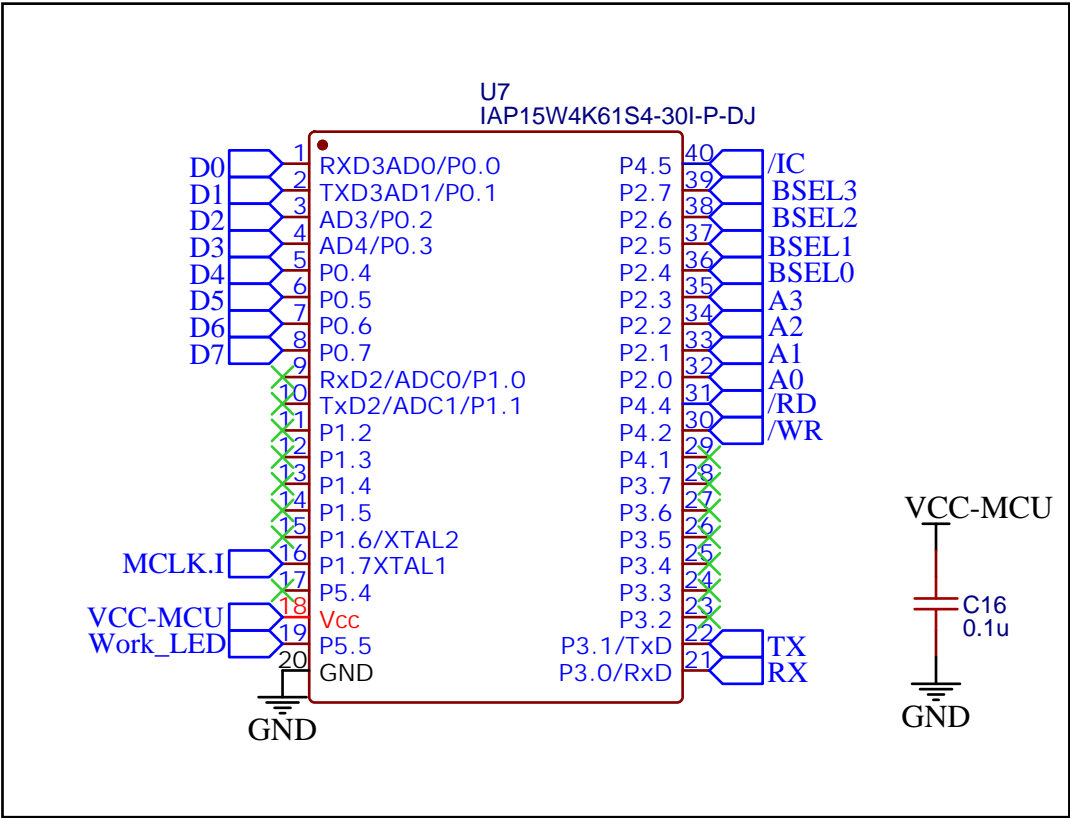 U7
IAP15W4K61S4-30I-P-DJ
D0 1 RXD3AD0/P0.0 P4.5 40 /IC
D1 2 TXD3AD1/P0.1 P2.7 39 BSEL3
D2 3 AD3/P0.2 P2.6 38 BSEL2
D3 4 AD4/P0.3 P2.5 37 BSEL1
D4 5 P0.4 P2.4 36 BSEL0
D5 6 P0.5 P2.3 35 A3
D6 7 P0.6 P2.2 34 A2
D7 8 P0.7 P2.1 33 A1
9 RxD2/ADC0/P1.0 P2.0 32 A0
10 TxD2/ADC1/P1.1 P4.4 31 /RD
11 P1.2 P4.2 30 /WR
12 P1.3 P4.1 29
13 P1.4 P3.7 28
14 P1.5 P3.6 27
15 P1.6/XTAL2 P3.5 26
MCLK.I 16 P1.7XTAL1 P3.4 25
17 P5.4 P3.3 24
VCC-MCU 18 Vcc P3.2 23
Work_LED 19 P5.5 P3.1/TxD 22 TX
20 GND P3.0/RxD 21 RX
GND
VCC-MCU
C16
0.1u
GND